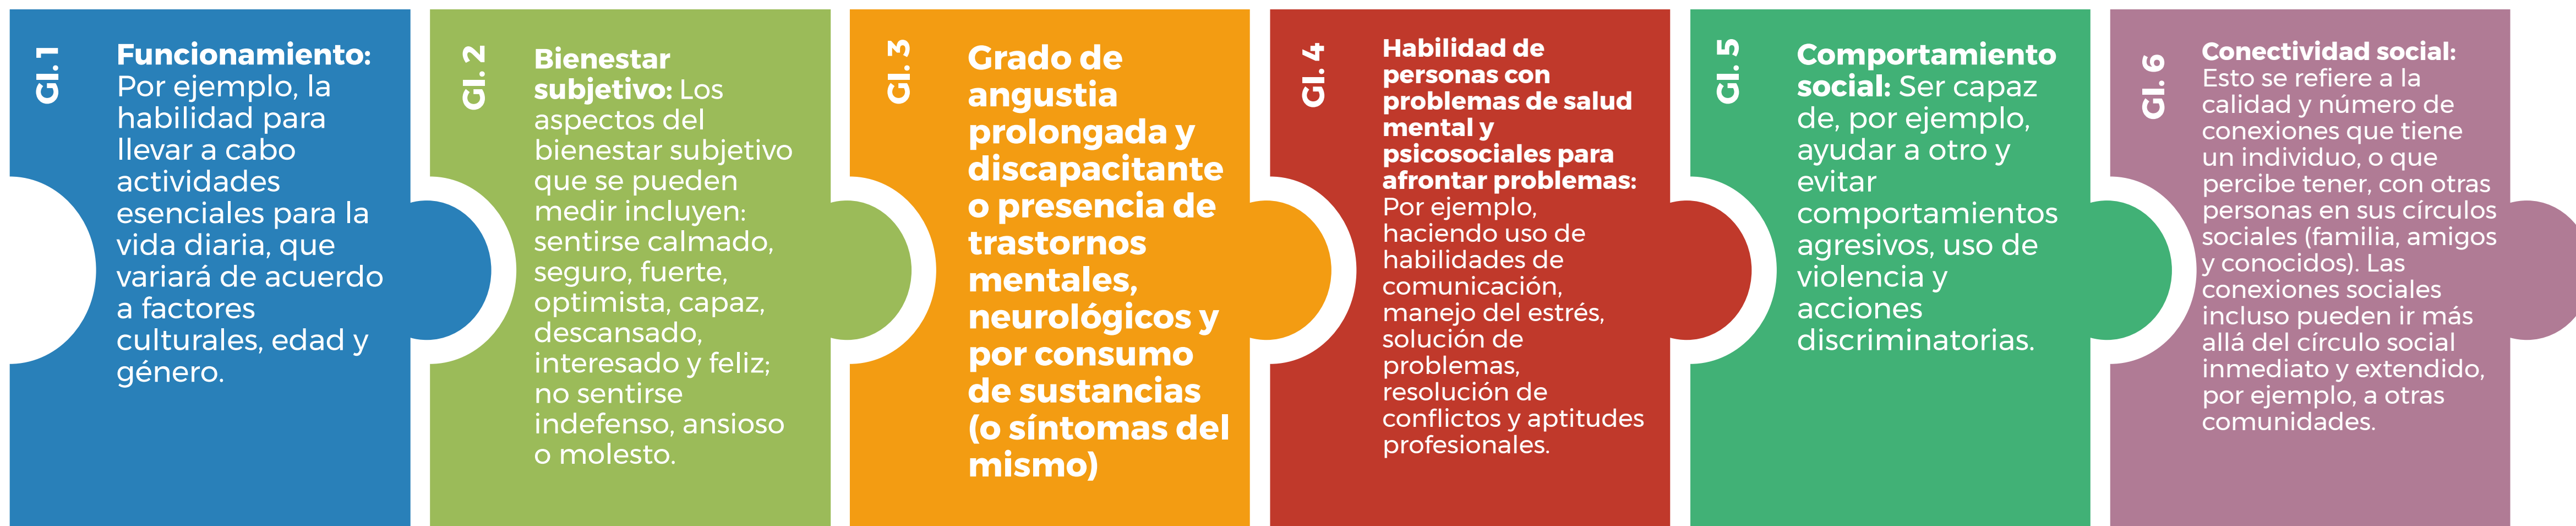 GI. 1
Funcionamiento:
Por ejemplo, la
habilidad para
llevar a cabo
actividades
esenciales para la
vida diaria, que
variará de acuerdo
a factores
culturales, edad y
género.
GI. 2
Bienestar
subjetivo: Los
aspectos del
bienestar subjetivo
que se pueden
medir incluyen:
sentirse calmado,
seguro, fuerte,
optimista, capaz,
descansado,
interesado y feliz;
no sentirse
indefenso, ansioso
o molesto.
GI. 3
Grado de
angustia
prolongada y
discapacitante
o presencia de
trastornos
mentales,
neurológicos y
por consumo
de sustancias
(o síntomas del
mismo)
GI. 4
Habilidad de
personas con
problemas de salud
mental y
psicosociales para
afrontar problemas:
Por ejemplo,
haciendo uso de
habilidades de
comunicación,
manejo del estrés,
solución de
problemas,
resolución de
conflictos y aptitudes
profesionales.
GI. 5
Comportamiento
social: Ser capaz
de, por ejemplo,
ayudar a otro y
evitar
comportamientos
agresivos, uso de
violencia y
acciones
discriminatorias.
GI. 6
Conectividad social:
Esto se refiere a la
calidad y número de
conexiones que tiene
un individuo, o que
percibe tener, con otras
personas en sus círculos
sociales (familia, amigos
y conocidos). Las
conexiones sociales
incluso pueden ir más
allá del círculo social
inmediato y extendido,
por ejemplo, a otras
comunidades.